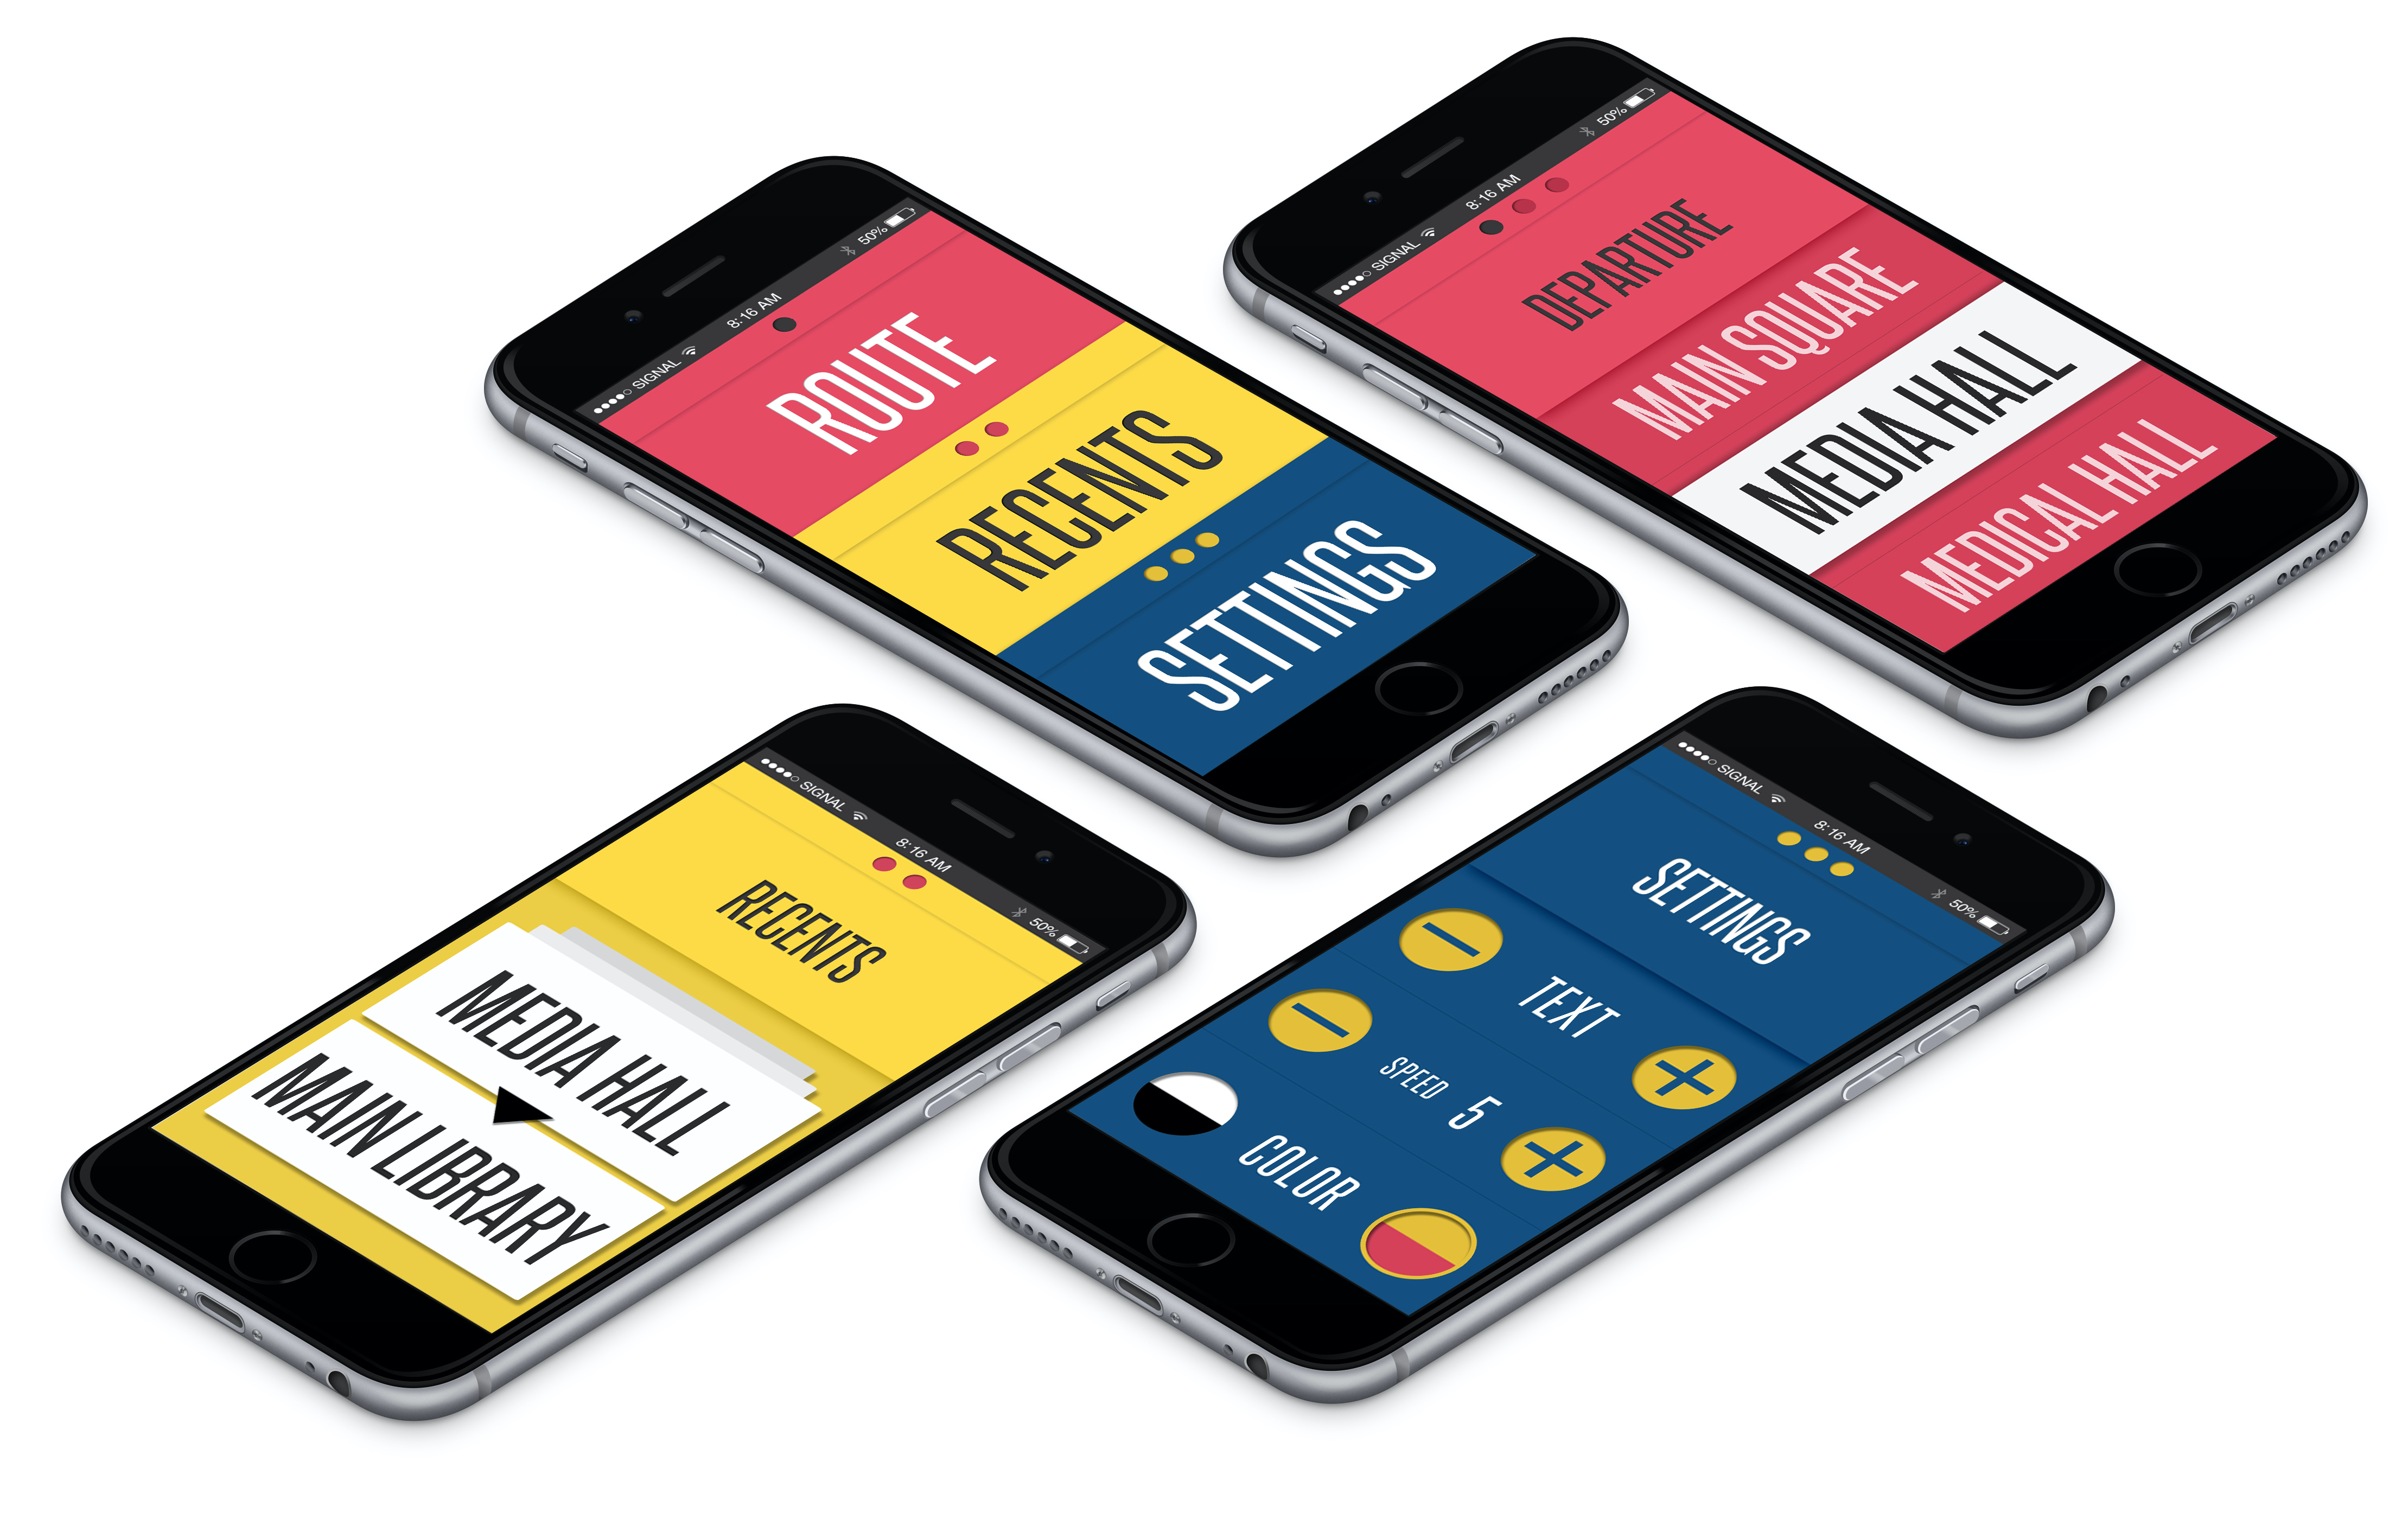 SIGNAL 8:16 AM 50%
ROUTE
RECENTS
SETTINGS
SIGNAL 8:16 AM 50%
DEPARTURE
MAIN SQUARE
MEDIA HALL
MEDICAL HALL
SIGNAL 8:16 AM 50%
RECENTS
MEDIA HALL
MAIN LIBRARY
SIGNAL 8:16 AM 50%
SETTINGS
TEXT
SPEED 5
COLOR